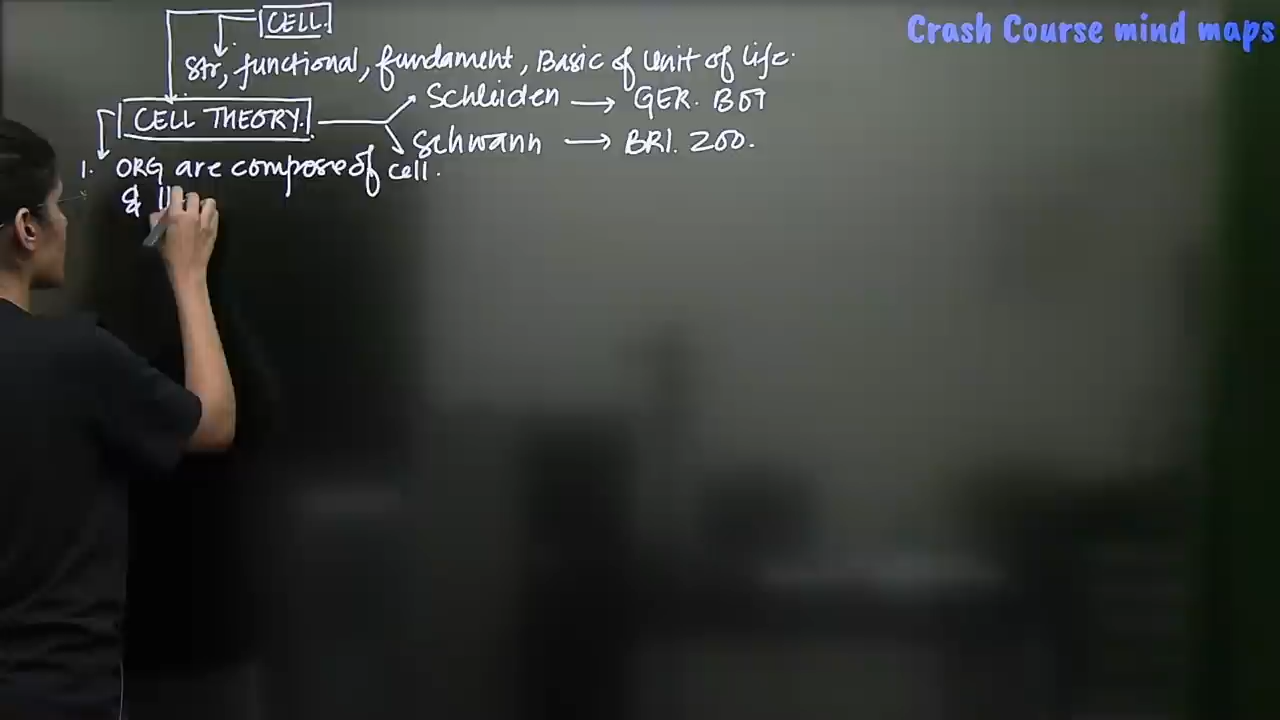 CELL.
Crash Course mind maps
Str, functional, fundament, Basic of Unit of life.
CELL THEORY.
Schleiden → GER. BOT
Schwann → BRI. ZOO.
1. ORG are compose of cell.
&